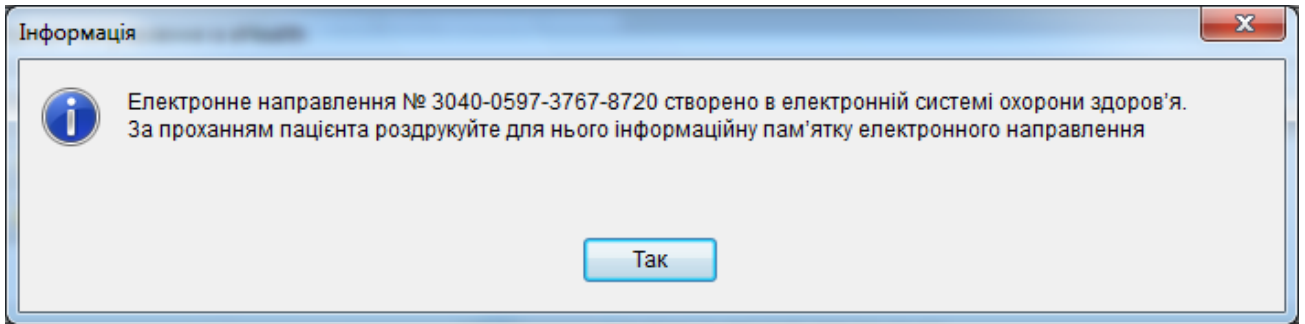 Інформація
Електронне направлення № 3040-0597-3767-8720 створено в електронній системі охорони здоров’я.
За проханням пацієнта роздрукуйте для нього інформаційну пам’ятку електронного направлення
Так